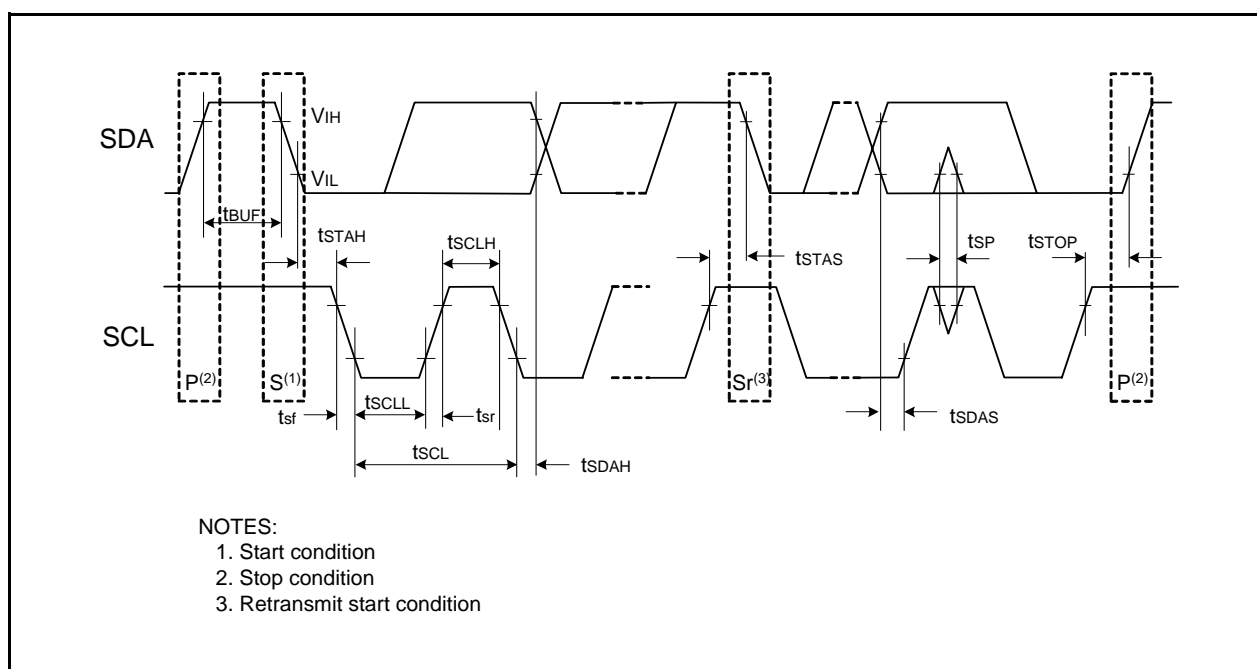 SDA
VIH
VIL
tBUF
tSTAH
tSCLH
tSTAS
tSP
tSTOP
SCL
P(2)
S(1)
Sr(3)
P(2)
tsf
tSCLL
tsr
tSDAS
tSCL
tSDAH
NOTES:
1. Start condition
2. Stop condition
3. Retransmit start condition